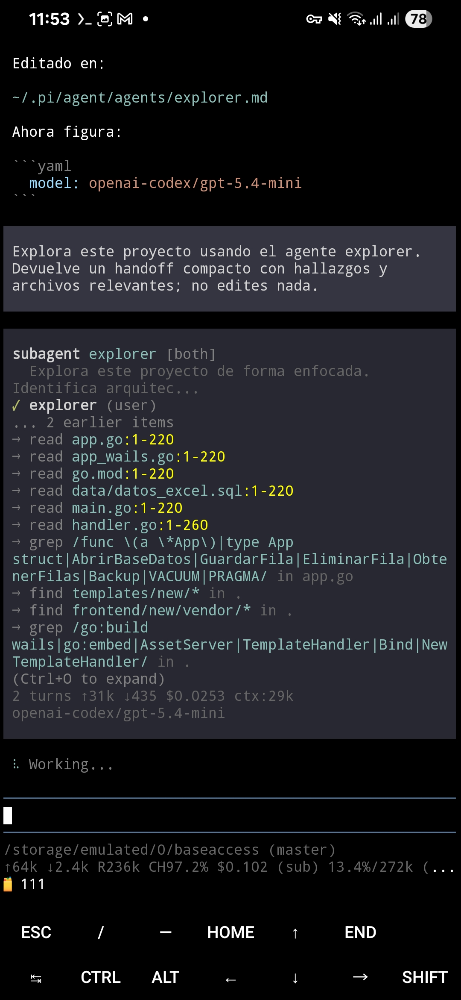 11:53
78
Editado en:
~/.pi/agent/agents/explorer.md
Ahora figura:
```yaml
  model: openai-codex/gpt-5.4-mini
```
Explora este proyecto usando el agente explorer.
Devuelve un handoff compacto con hallazgos y
archivos relevantes; no edites nada.
subagent explorer [both]
  Explora este proyecto de forma enfocada.
Identifica arquitec...
✓ explorer (user)
... 2 earlier items
→ read app.go:1-220
→ read app_wails.go:1-220
→ read go.mod:1-220
→ read data/datos_excel.sql:1-220
→ read main.go:1-220
→ read handler.go:1-260
→ grep /func \(a \*App\)|type App
struct|AbrirBaseDatos|GuardarFila|EliminarFila|Obte
nerFilas|Backup|VACUUM|PRAGMA/ in app.go
→ find templates/new/* in .
→ find frontend/new/vendor/* in .
→ grep /go:build
wails|go:embed|AssetServer|TemplateHandler|Bind|New
TemplateHandler/ in .
(Ctrl+O to expand)
2 turns ↑31k ↓435 $0.0253 ctx:29k
openai-codex/gpt-5.4-mini
Working...
/storage/emulated/0/baseaccess (master)
↑64k ↓2.4k R236k CH97.2% $0.102 (sub) 13.4%/272k (...
111
ESC / — HOME ↑ END
↹ CTRL ALT ← ↓ → SHIFT